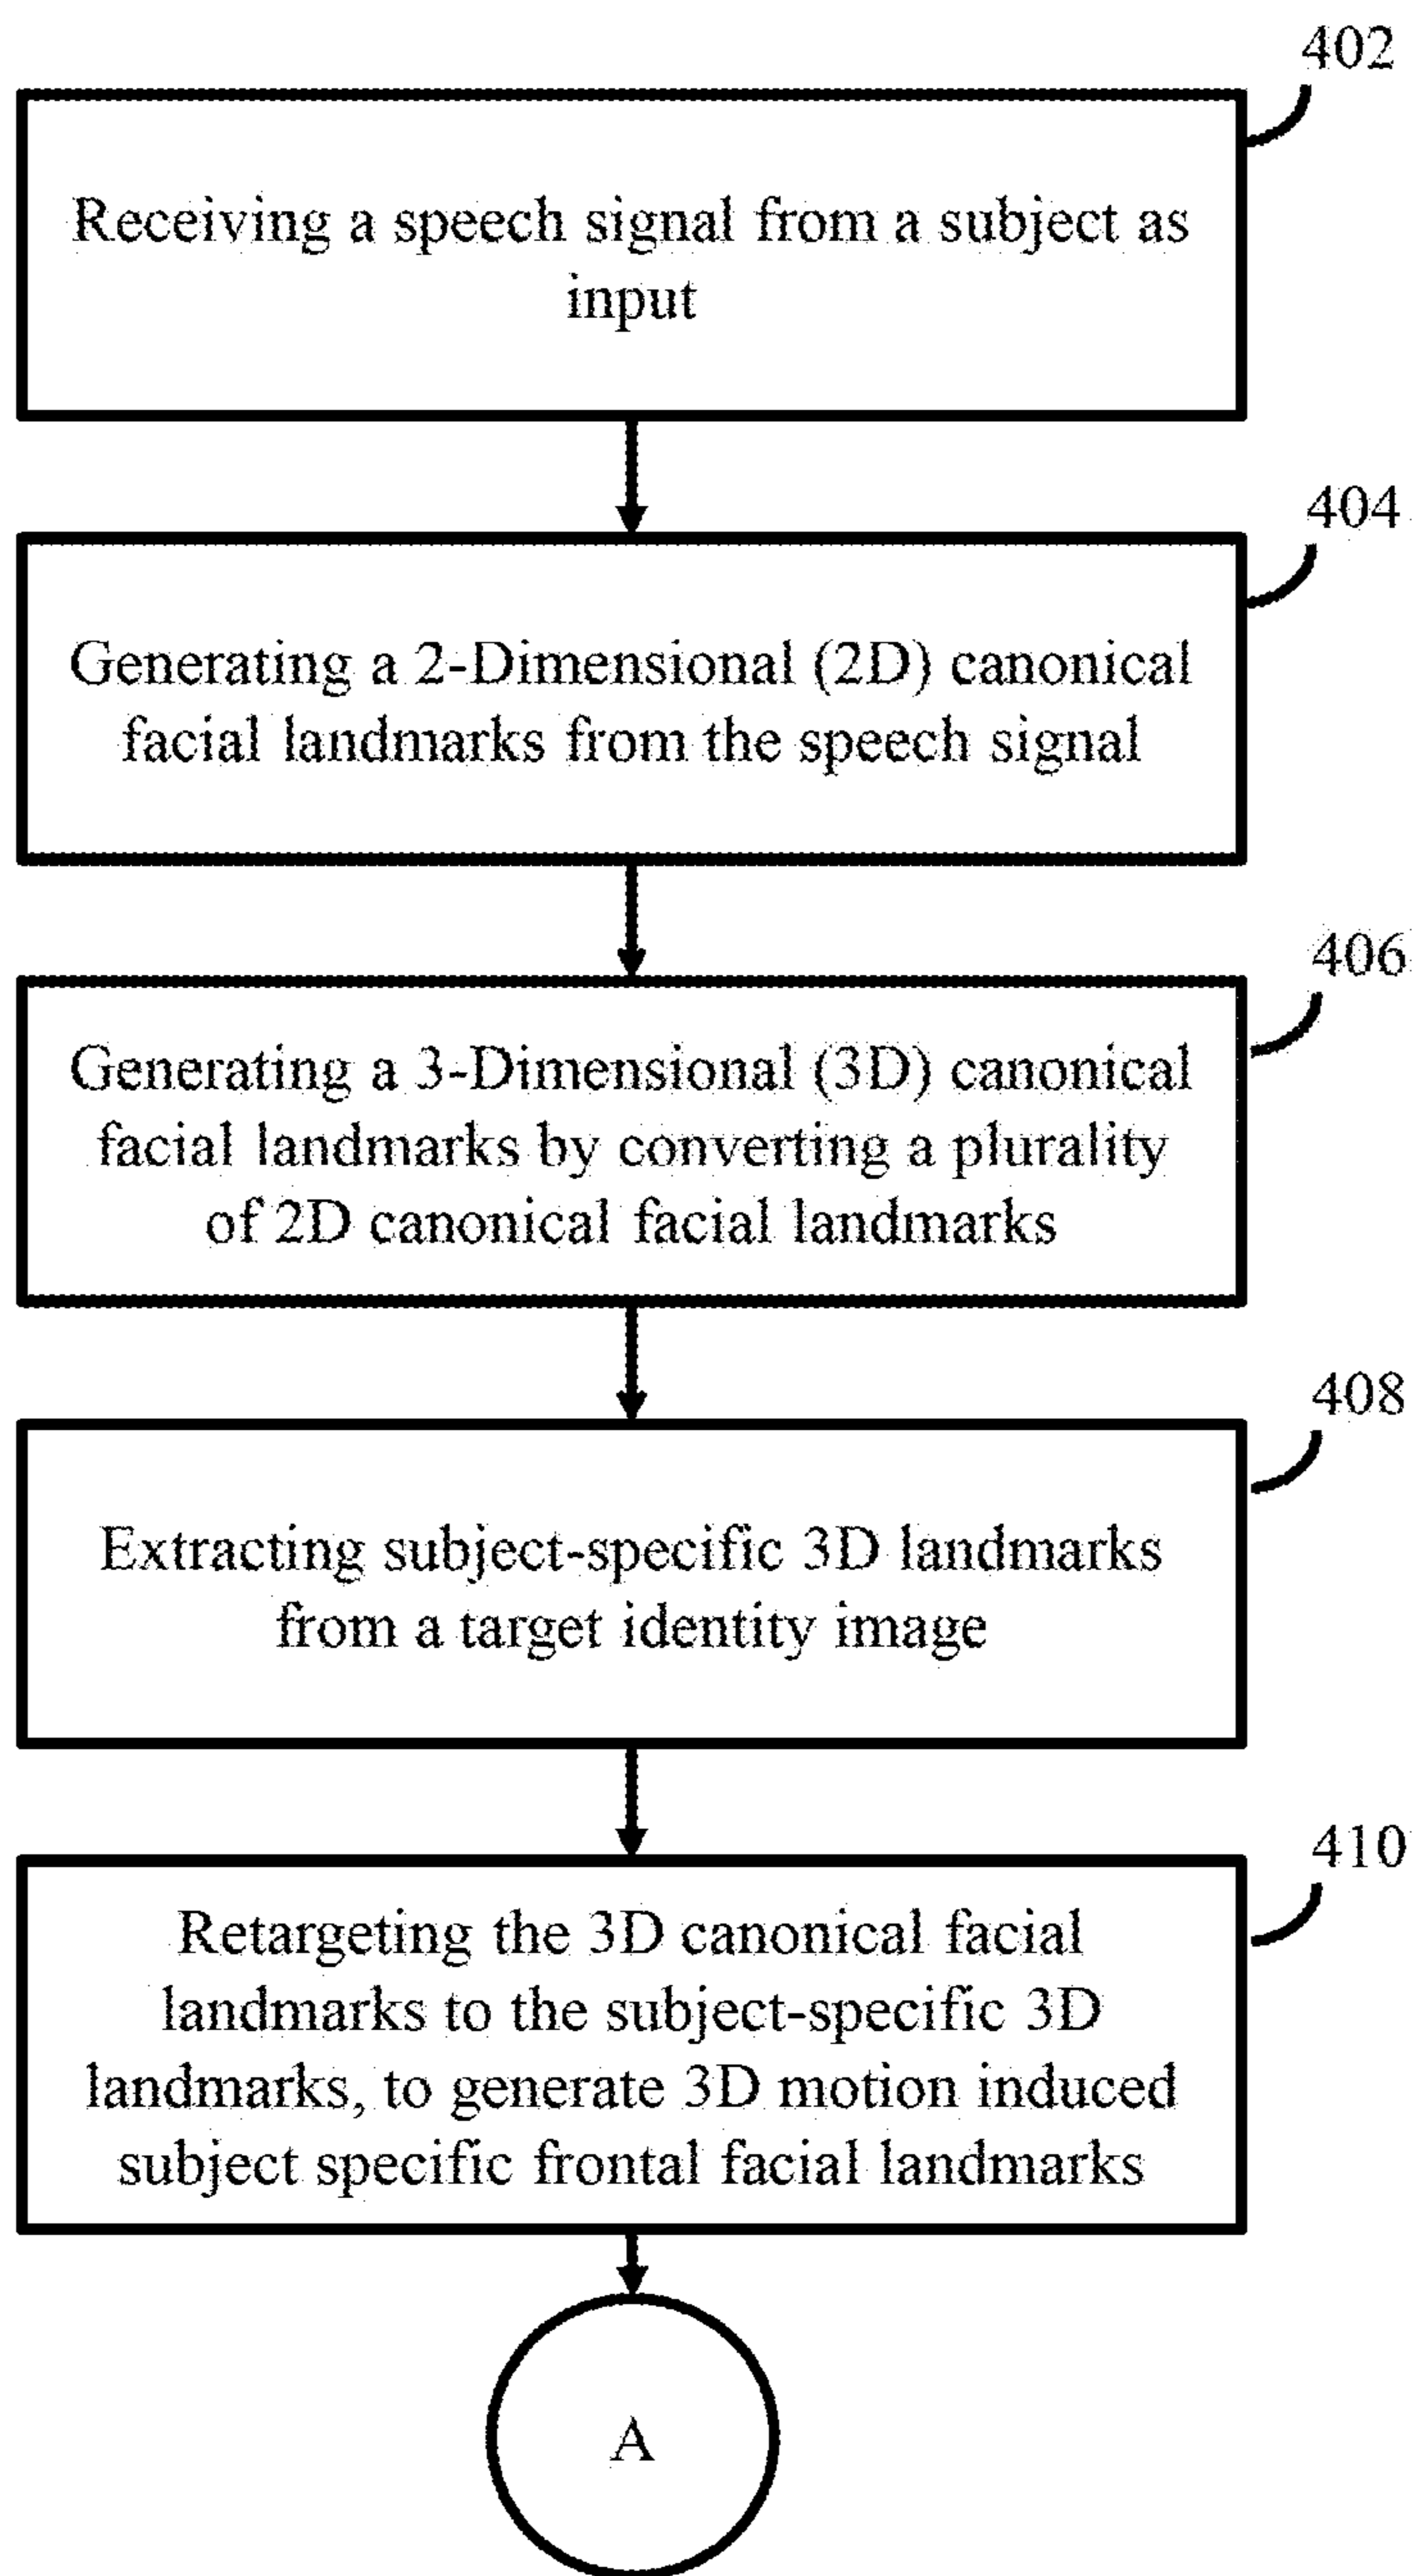 402
Receiving a speech signal from a subject as
input
404
Generating a 2-Dimensional (2D) canonical
facial landmarks from the speech signal
406
Generating a 3-Dimensional (3D) canonical
facial landmarks by converting a plurality
of 2D canonical facial landmarks
408
Extracting subject-specific 3D landmarks
from a target identity image
410
Retargeting the 3D canonical facial
landmarks to the subject-specific 3D
landmarks, to generate 3D motion induced
subject specific frontal facial landmarks
A